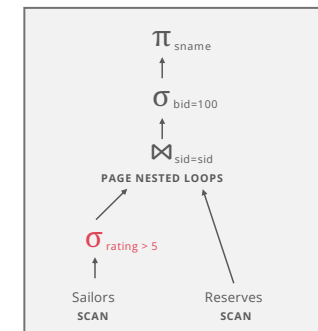 π sname
σ bid=100
⋈ sid=sid
PAGE NESTED LOOPS
σ rating > 5
Sailors Reserves
SCAN SCAN